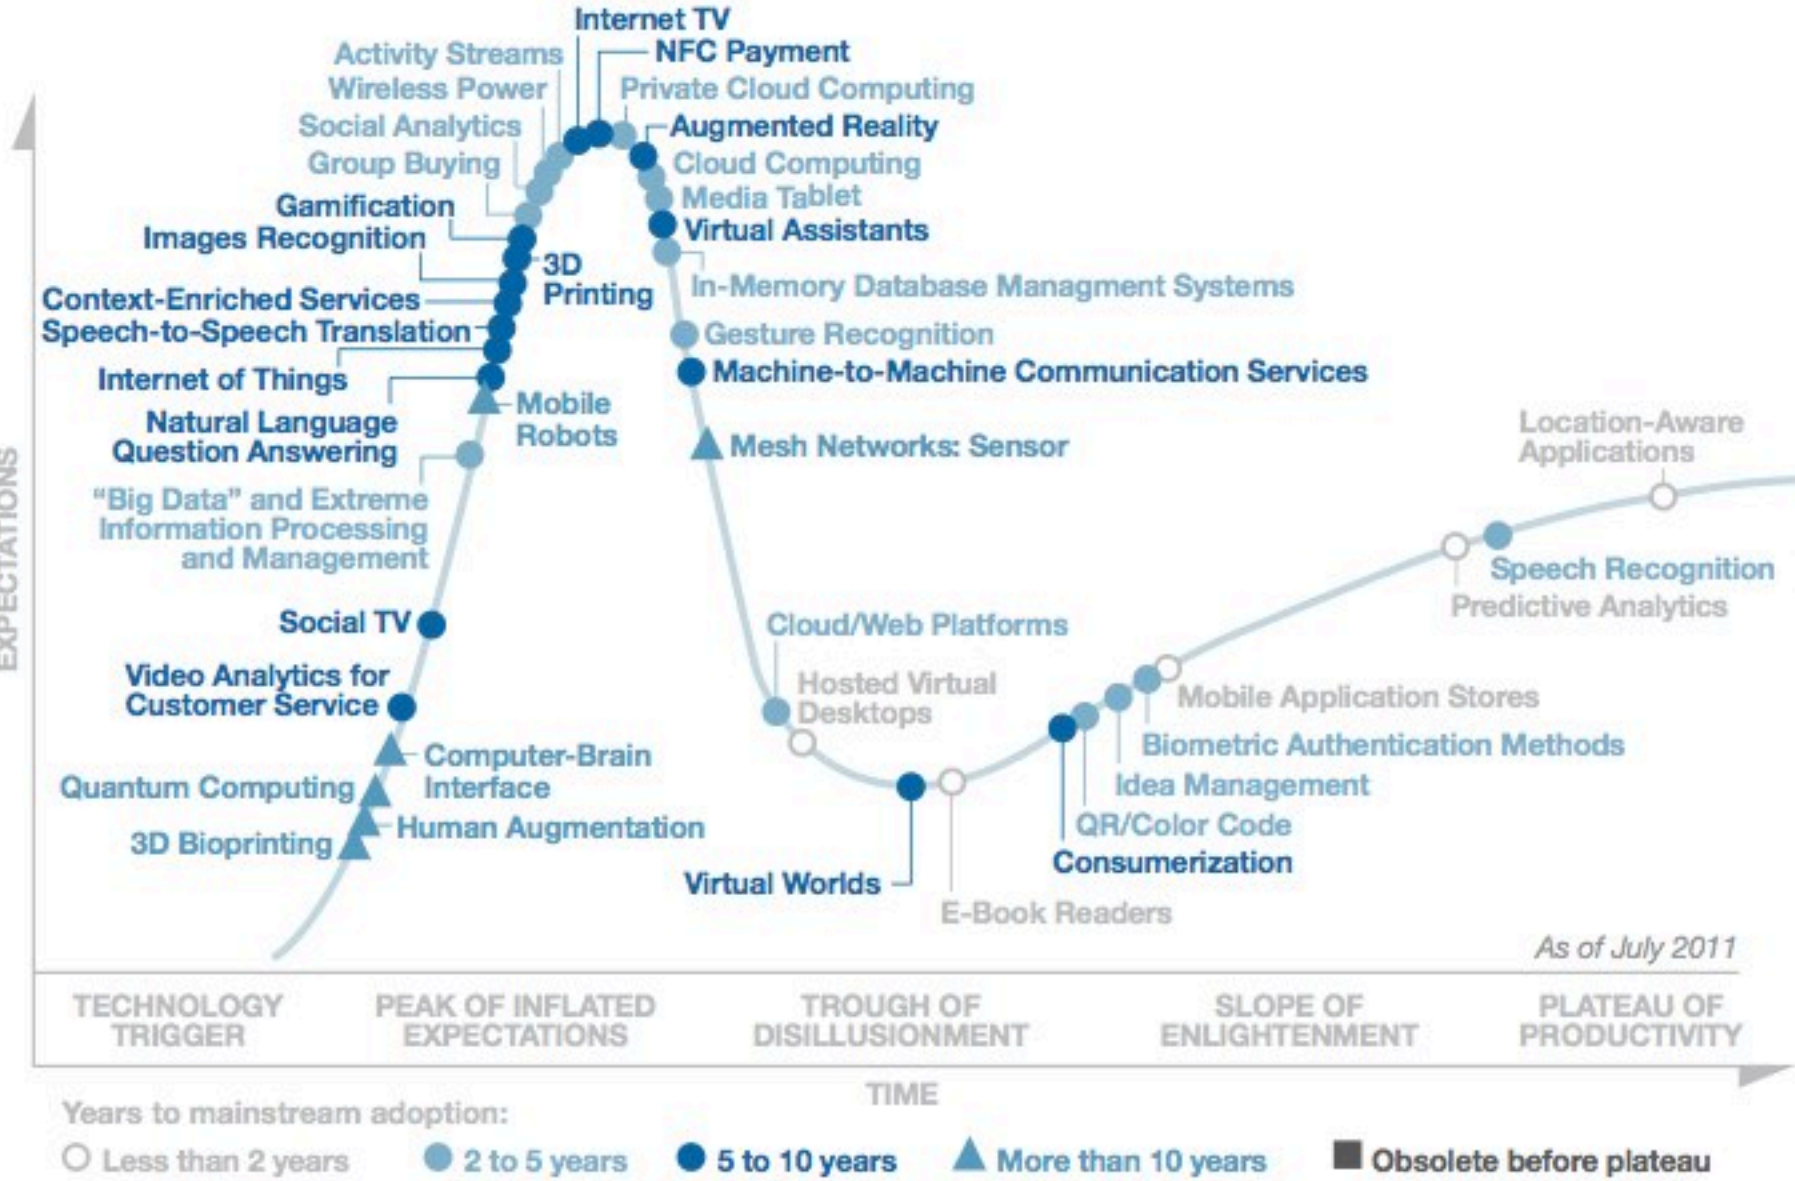 Internet TV
Activity Streams
NFC Payment
Wireless Power
Private Cloud Computing
Social Analytics
Augmented Reality
Group Buying
Cloud Computing
Media Tablet
Gamification
Virtual Assistants
Images Recognition
3D
Printing
In-Memory Database Managment Systems
Context-Enriched Services
Speech-to-Speech Translation
Gesture Recognition
Internet of Things
Machine-to-Machine Communication Services
Mobile
Robots
Natural Language
Question Answering
Mesh Networks: Sensor
Location-Aware
Applications
"Big Data" and Extreme
Information Processing
and Management
EXPECTATIONS
Speech Recognition
Predictive Analytics
Social TV
Cloud/Web Platforms
Video Analytics for
Customer Service
Hosted Virtual
Desktops
Mobile Application Stores
Computer-Brain
Interface
Biometric Authentication Methods
Quantum Computing
Idea Management
Human Augmentation
QR/Color Code
3D Bioprinting
Consumerization
Virtual Worlds
E-Book Readers
As of July 2011
TECHNOLOGY
TRIGGER
PEAK OF INFLATED
EXPECTATIONS
TROUGH OF
DISILLUSIONMENT
SLOPE OF
ENLIGHTENMENT
PLATEAU OF
PRODUCTIVITY
TIME
Years to mainstream adoption:
Less than 2 years
2 to 5 years
5 to 10 years
More than 10 years
Obsolete before plateau